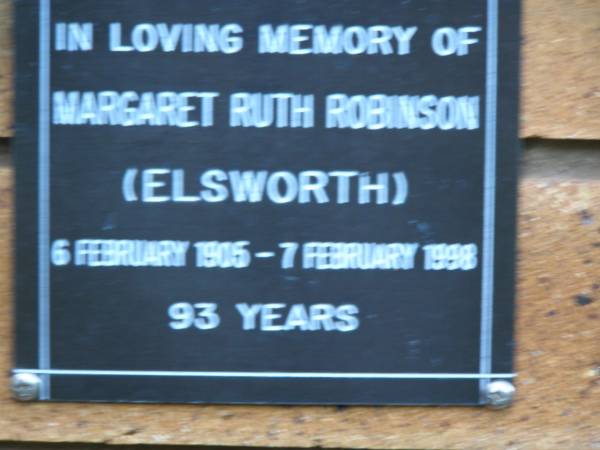 IN LOVING MEMORY OF
MARGARET RUTH ROBINSON
(ELSWORTH)
6 FEBRUARY 1905 - 7 FEBRUARY 1998
93 YEARS